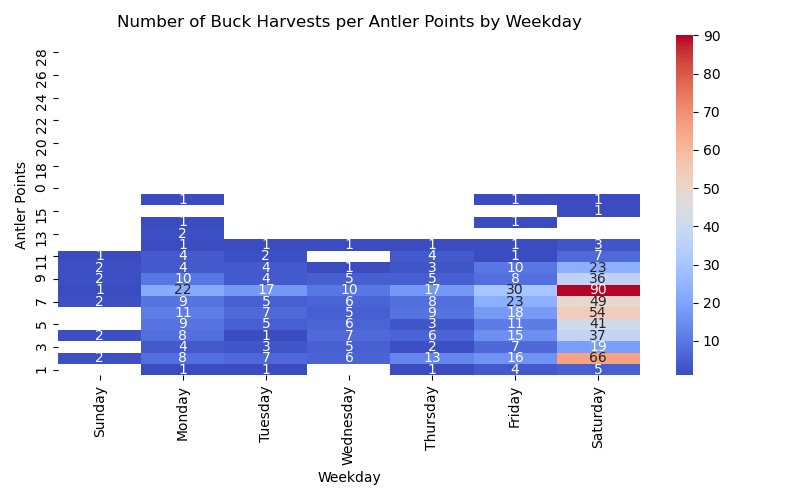 Number of Buck Harvests per Antler Points by Weekday
Antler Points
28
26
24
22
20
18
0
1 1 1
15 1
1 1
13 2
1 1 1 1 1 3
11 1 4 2 4 1 7
2 4 4 1 3 10 23
9 2 10 4 5 5 8 36
1 22 17 10 17 30 90
7 2 9 5 6 8 23 49
11 7 5 9 18 54
5 9 5 6 3 11 41
2 8 1 7 6 15 37
3 4 3 5 2 7 19
2 8 7 6 13 16 66
1 1 1 1 4 5
Sunday Monday Tuesday Wednesday Thursday Friday Saturday
Weekday
90
80
70
60
50
40
30
20
10